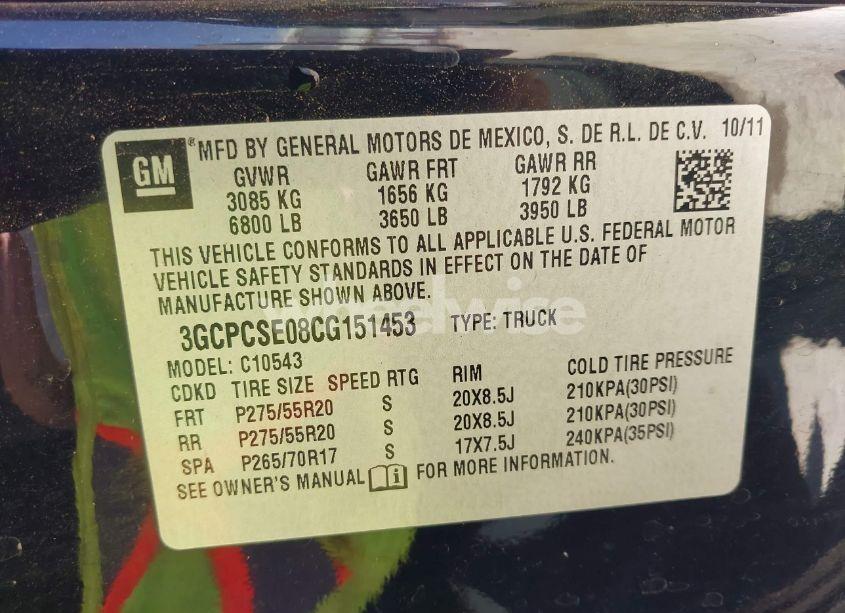 GM
®MFD BY GENERAL MOTORS DE MEXICO, S. DE R.L. DE C.V. 10/11
GVWR GAWR FRT GAWR RR
3085 KG 1656 KG 1792 KG
6800 LB 3650 LB 3950 LB
THIS VEHICLE CONFORMS TO ALL APPLICABLE U.S. FEDERAL MOTOR
VEHICLE SAFETY STANDARDS IN EFFECT ON THE DATE OF
MANUFACTURE SHOWN ABOVE.
3GCPCSE08CG151453 TYPE: TRUCK
MODEL: C10543
CDKD TIRE SIZE SPEED RTG RIM COLD TIRE PRESSURE
FRT P275/55R20 S 20X8.5J 210KPA(30PSI)
RR P275/55R20 S 20X8.5J 210KPA(30PSI)
SPA P265/70R17 S 17X7.5J 240KPA(35PSI)
SEE OWNER'S MANUAL i FOR MORE INFORMATION.